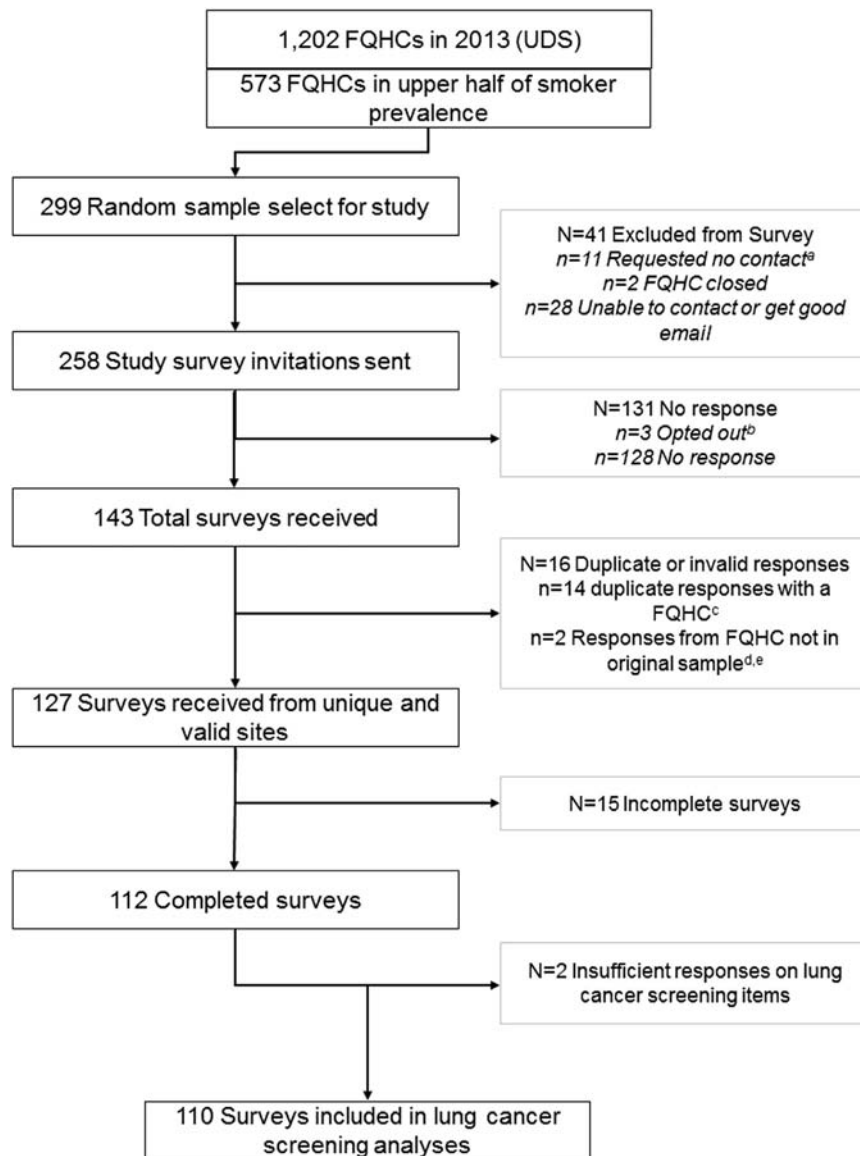 1,202 FQHCs in 2013 (UDS)
573 FQHCs in upper half of smoker
prevalence
299 Random sample select for study
N=41 Excluded from Survey
n=11 Requested no contactᵃ
n=2 FQHC closed
n=28 Unable to contact or get good
email
258 Study survey invitations sent
N=131 No response
n=3 Opted outᵇ
n=128 No response
143 Total surveys received
N=16 Duplicate or invalid responses
n=14 duplicate responses with a
FQHCᶜ
n=2 Responses from FQHC not in
original sampleᵈ,ᵉ
127 Surveys received from unique and
valid sites
N=15 Incomplete surveys
112 Completed surveys
N=2 Insufficient responses on lung
cancer screening items
110 Surveys included in lung cancer
screening analyses